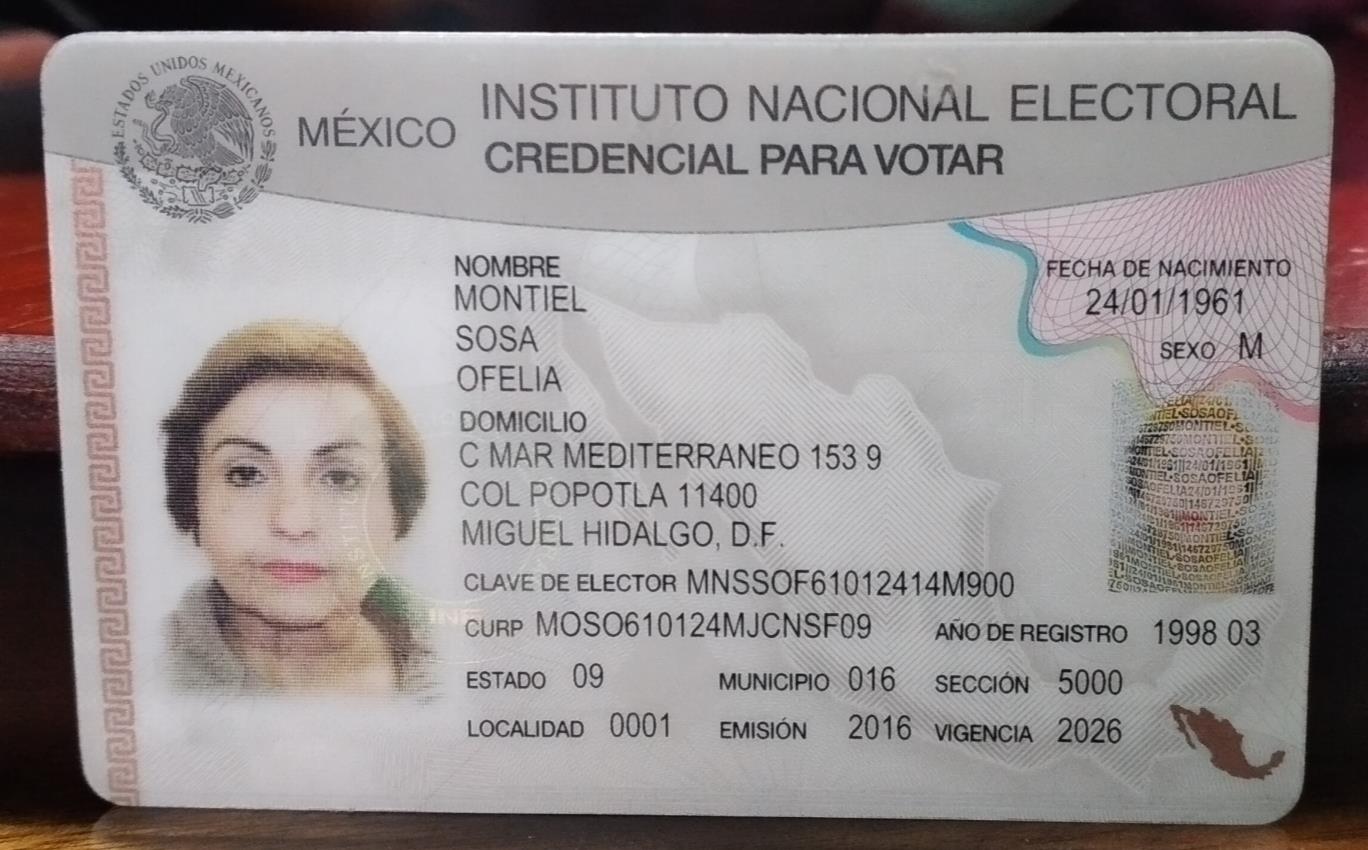 ESTADOS UNIDOS MEXICANOS
MÉXICO
INSTITUTO NACIONAL ELECTORAL
CREDENCIAL PARA VOTAR
NOMBRE
MONTIEL
SOSA
OFELIA
FECHA DE NACIMIENTO
24/01/1961
SEXO M
DOMICILIO
C MAR MEDITERRANEO 153 9
COL POPOTLA 11400
MIGUEL HIDALGO, D.F.
CLAVE DE ELECTOR MNSSOF61012414M900
CURP MOSO610124MJCNSF09 AÑO DE REGISTRO 1998 03
ESTADO 09 MUNICIPIO 016 SECCIÓN 5000
LOCALIDAD 0001 EMISIÓN 2016 VIGENCIA 2026
INE